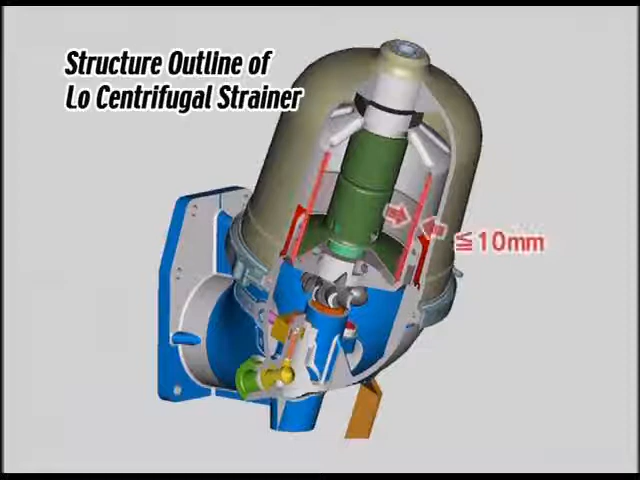 Structure Outline of
Lo Centrifugal Strainer
≦10mm